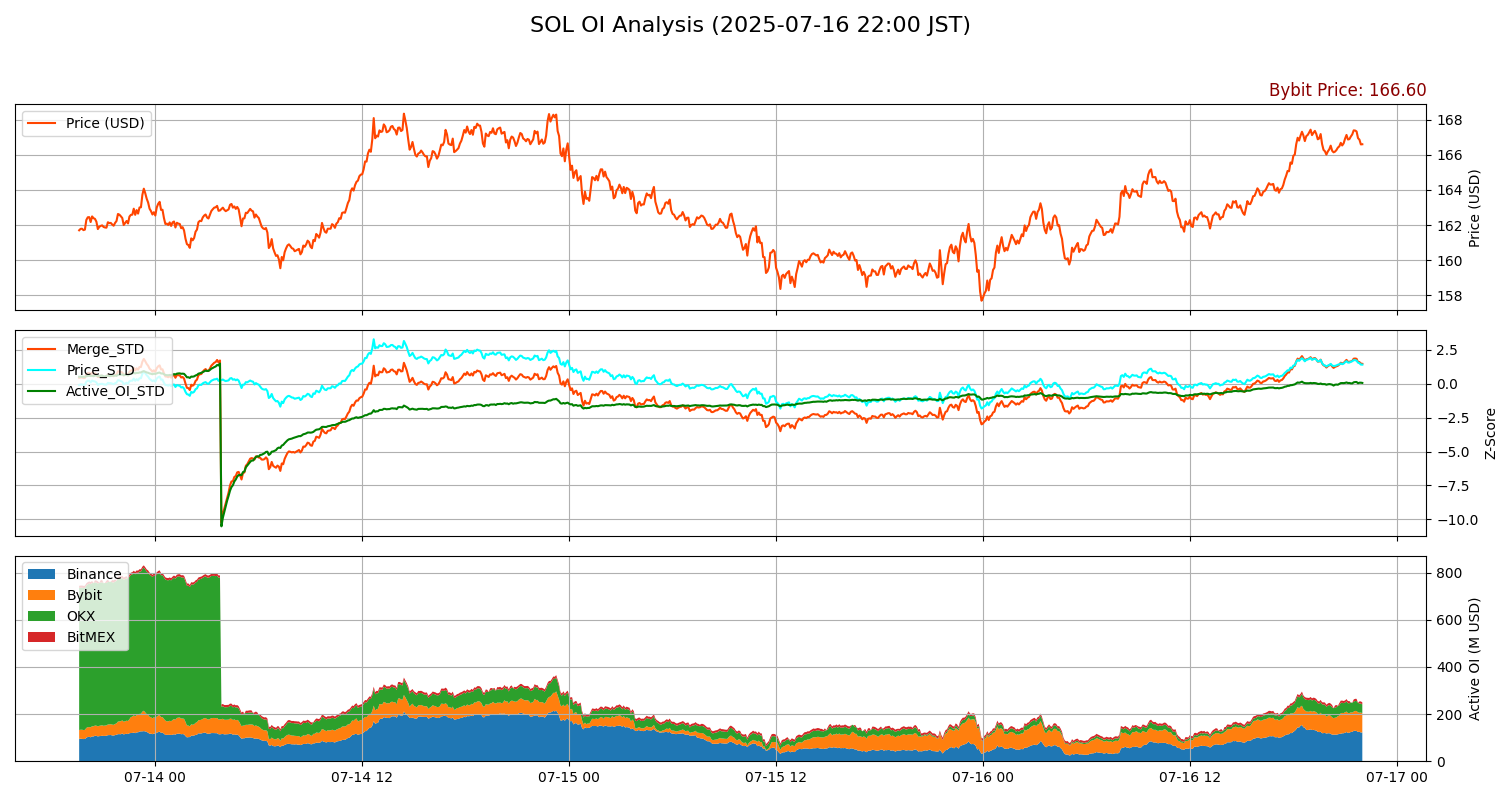 SOL OI Analysis (2025-07-16 22:00 JST)
Bybit Price: 166.60
Price (USD)
168
166
164
162
160
158
Price (USD)
Merge_STD
Price_STD
Active_OI_STD
2.5
0.0
−2.5
−5.0
−7.5
−10.0
Z-Score
Binance
Bybit
OKX
BitMEX
800
600
400
200
0
Active OI (M USD)
07-14 00
07-14 12
07-15 00
07-15 12
07-16 00
07-16 12
07-17 00